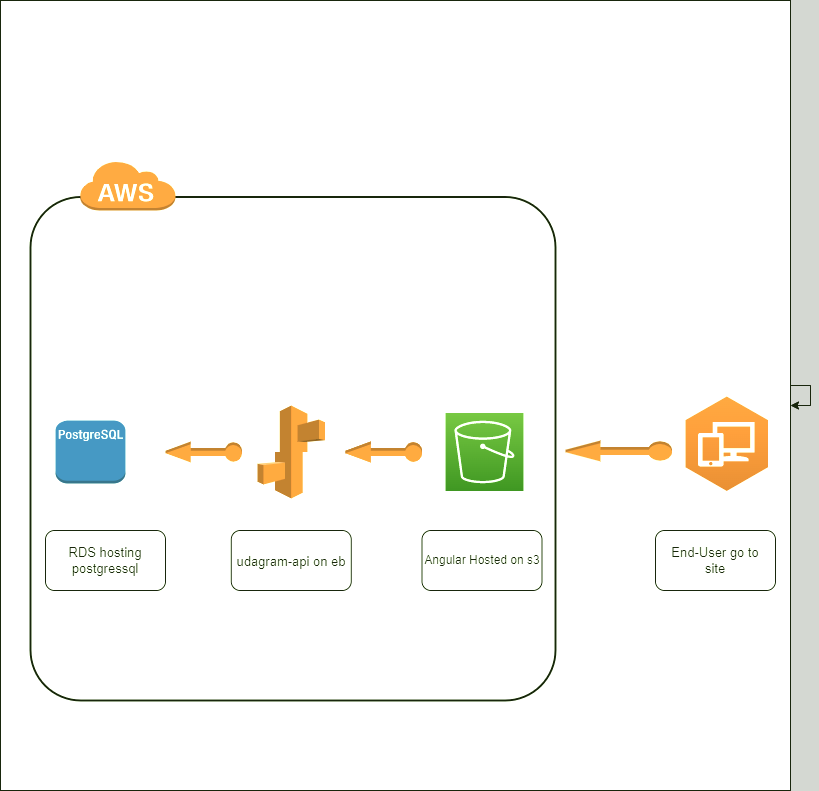 AWS
PostgreSQL
RDS hosting
postgressql
udagram-api on eb
Angular Hosted on s3
End-User go to
site